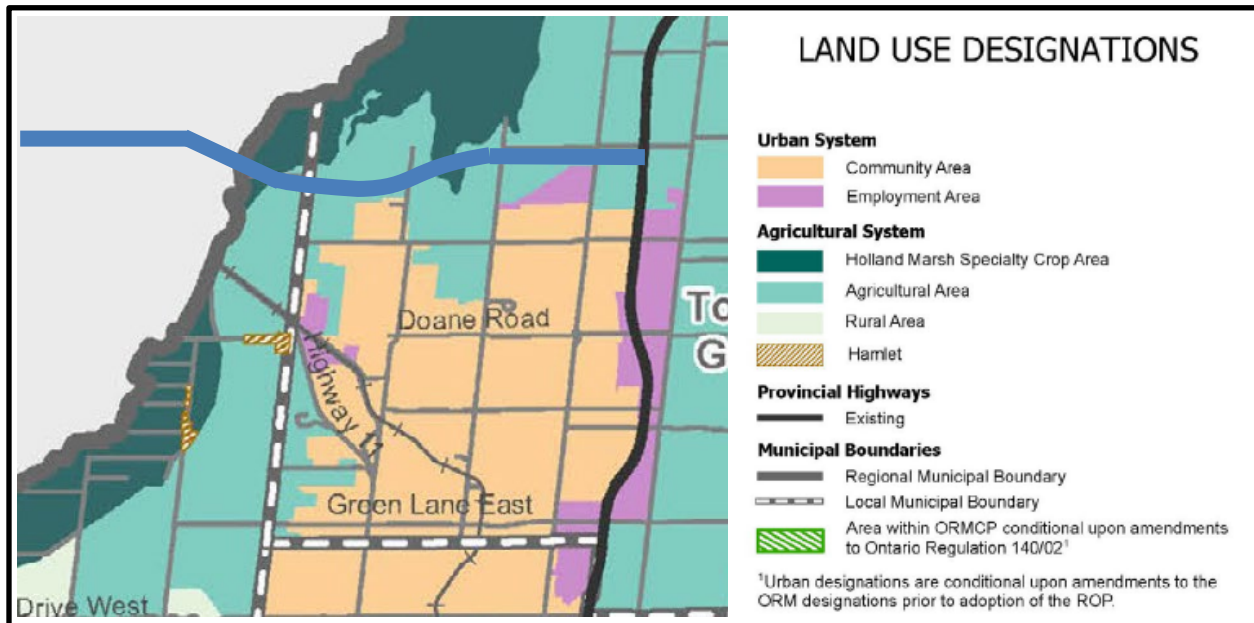 To
G
Doane Road
Highway 11
Green Lane East
Drive West
LAND USE DESIGNATIONS
Urban System
Community Area
Employment Area
Agricultural System
Holland Marsh Specialty Crop Area
Agricultural Area
Rural Area
Hamlet
Provincial Highways
Existing
Municipal Boundaries
Regional Municipal Boundary
Local Municipal Boundary
Area within ORMCP conditional upon amendments
to Ontario Regulation 140/02¹
¹Urban designations are conditional upon amendments to the
ORM designations prior to adoption of the ROP.